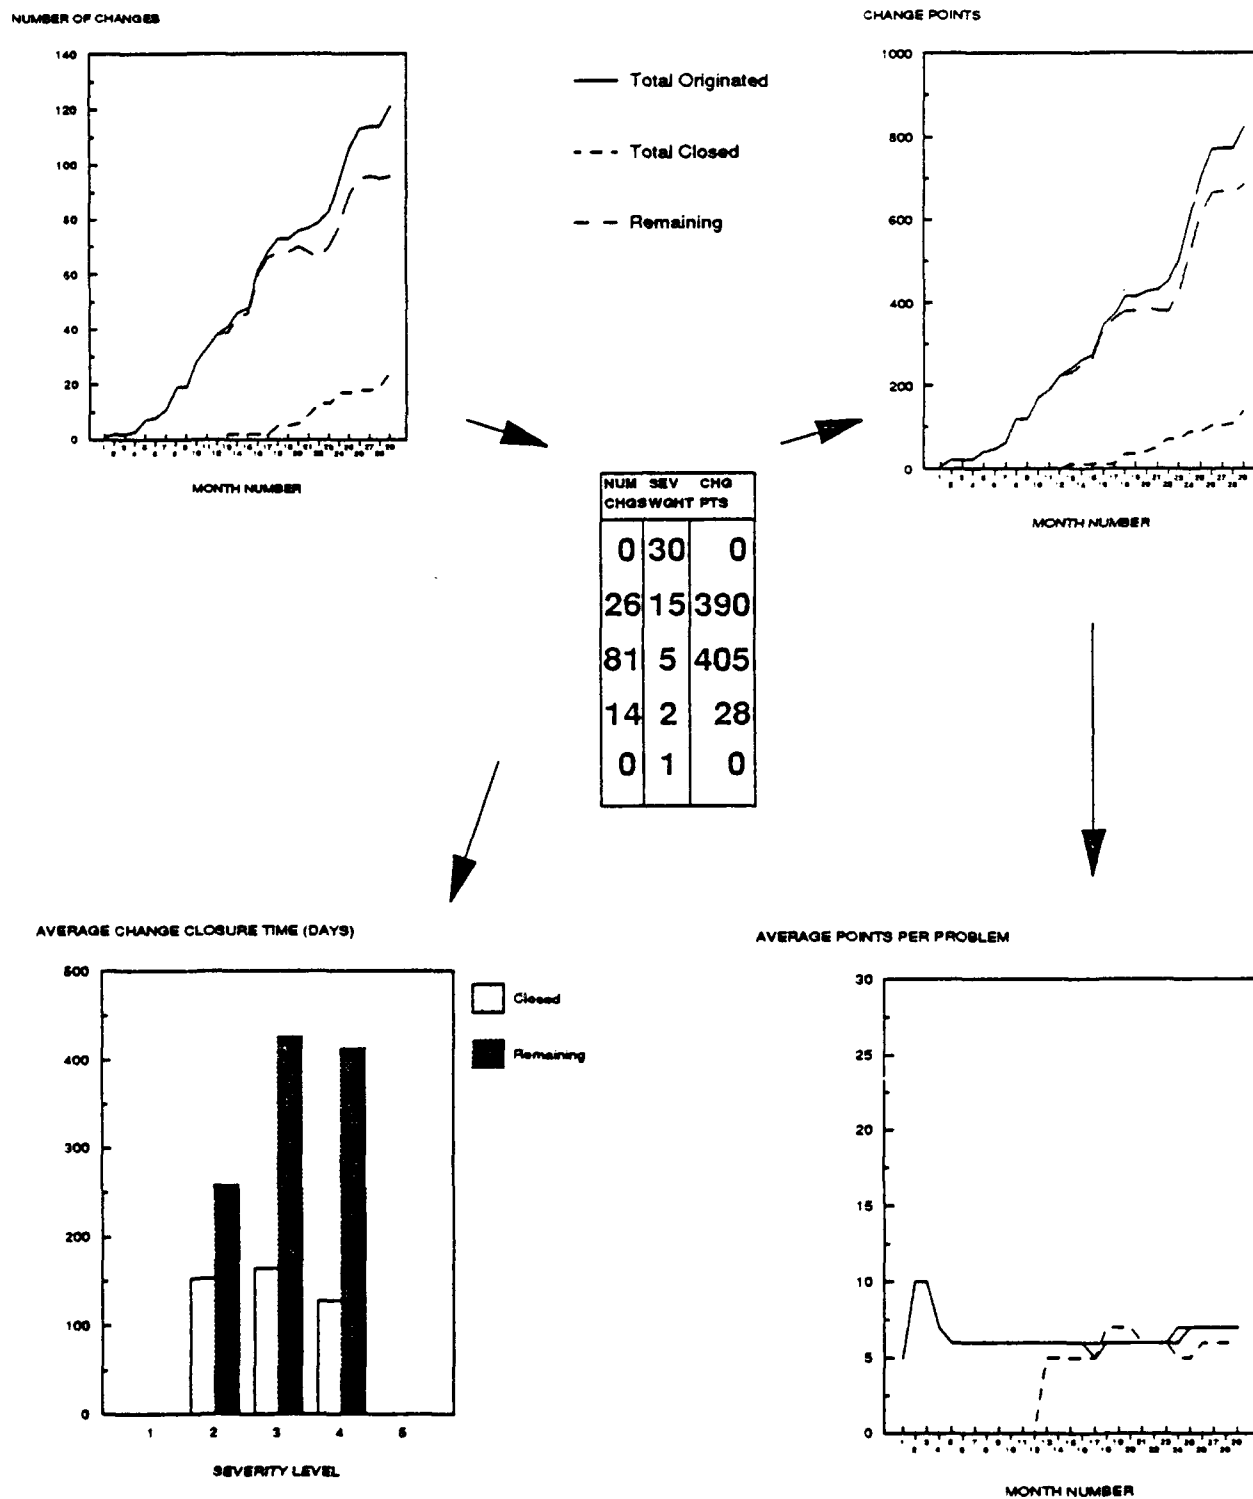 NUMBER OF CHANGES
140
120
100
80
60
40
20
0
MONTH NUMBER
Total Originated
Total Closed
Remaining
CHANGE POINTS
1000
800
600
400
200
0
MONTH NUMBER
NUM SEV CHG
CHGS WGHT PTS
0 30 0
26 15 390
81 5 405
14 2 28
0 1 0
AVERAGE CHANGE CLOSURE TIME (DAYS)
500
400
300
200
100
0
1 2 3 4 5
SEVERITY LEVEL
Closed
Remaining
AVERAGE POINTS PER PROBLEM
30
25
20
15
10
5
0
MONTH NUMBER